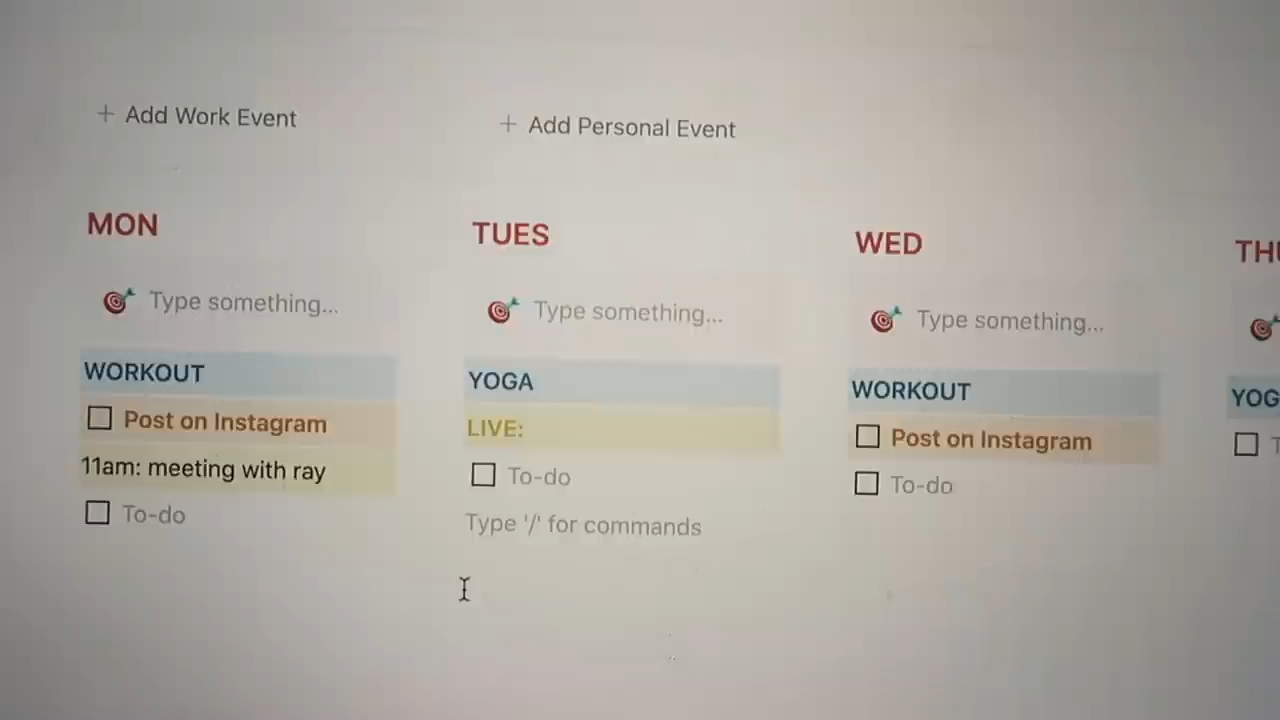 + Add Work Event
+ Add Personal Event
MON
Type something...
WORKOUT
Post on Instagram
11am: meeting with ray
To-do
TUES
Type something...
YOGA
LIVE:
To-do
Type '/' for commands
WED
Type something...
WORKOUT
Post on Instagram
To-do
THU
YOG
T